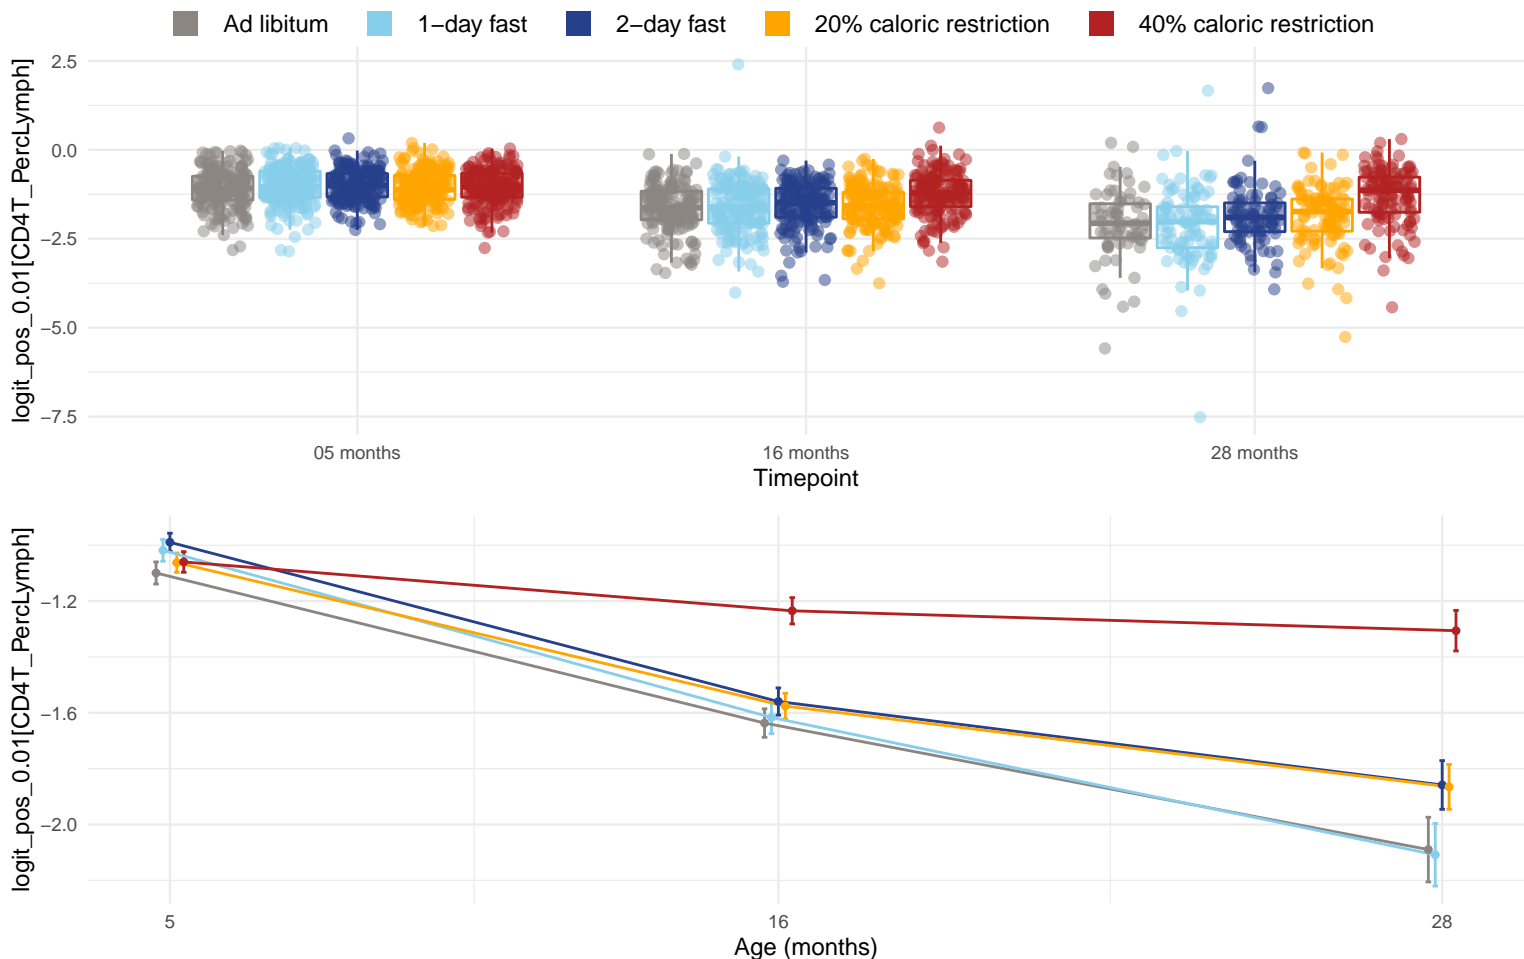 Ad libitum 1−day fast 2−day fast 20% caloric restriction 40% caloric restriction
logit_pos_0.01[CD4T_PercLymph]
2.5
0.0
−2.5
−5.0
−7.5
05 months 16 months 28 months
Timepoint
logit_pos_0.01[CD4T_PercLymph]
−1.2
−1.6
−2.0
5 16 28
Age (months)